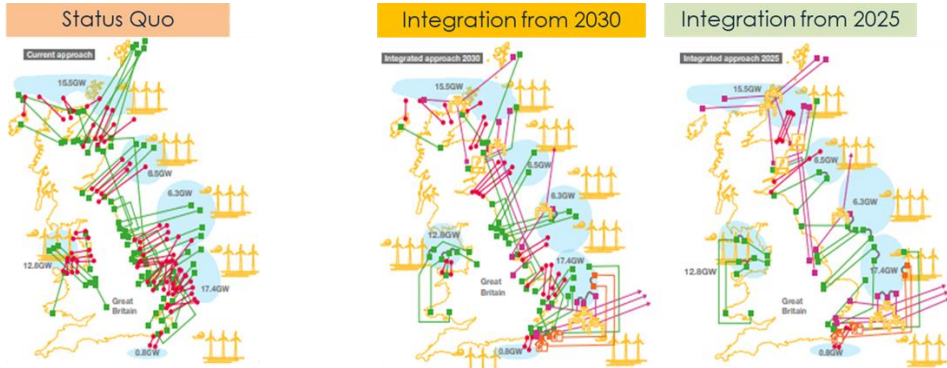 Status Quo
Integration from 2030
Integration from 2025
Current approach
15.5GW
6.5GW
6.3GW
12.8GW
17.4GW
Great
Britain
0.8GW
Integrated approach 2030
15.5GW
6.5GW
6.3GW
12.8GW
17.4GW
Great
Britain
0.8GW
Integrated approach 2025
15.5GW
6.5GW
6.3GW
12.8GW
17.4GW
Great
Britain
0.8GW